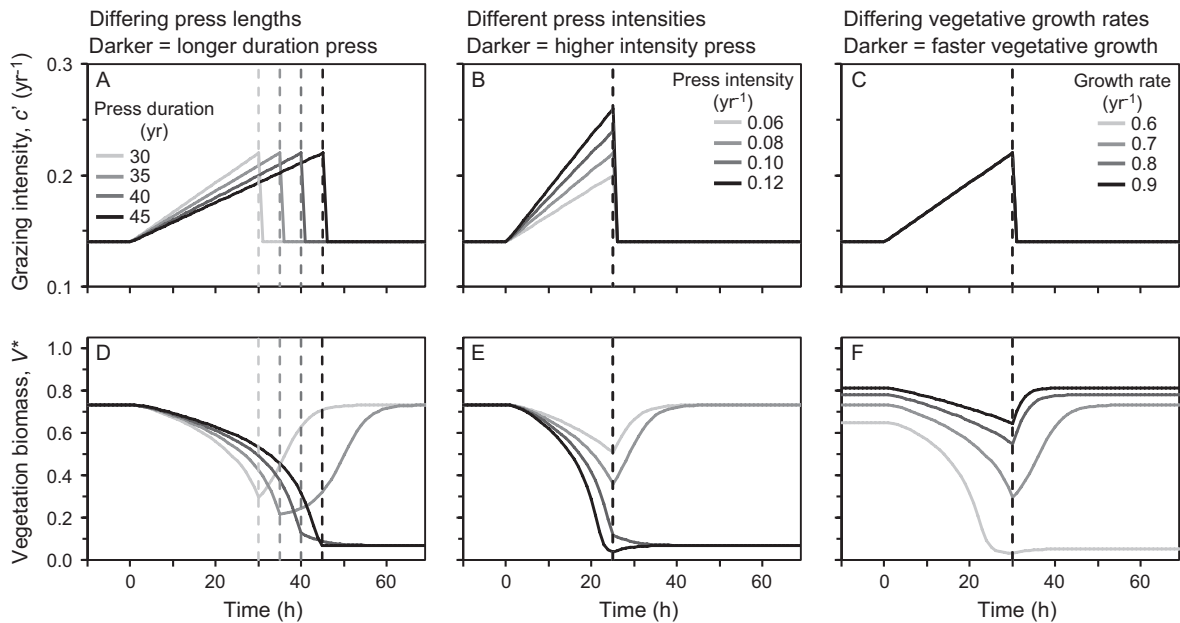 Differing press lengths
Darker = longer duration press
Different press intensities
Darker = higher intensity press
Differing vegetative growth rates
Darker = faster vegetative growth
Grazing intensity, c’ (yr⁻¹)
0.3
0.2
0.1
A
Press duration
(yr)
30
35
40
45
B
Press intensity
(yr⁻¹)
0.06
0.08
0.10
0.12
C
Growth rate
(yr⁻¹)
0.6
0.7
0.8
0.9
Vegetation biomass, V*
1.0
0.8
0.6
0.4
0.2
0.0
D
E
F
0 20 40 60
0 20 40 60
0 20 40 60
Time (h)
Time (h)
Time (h)